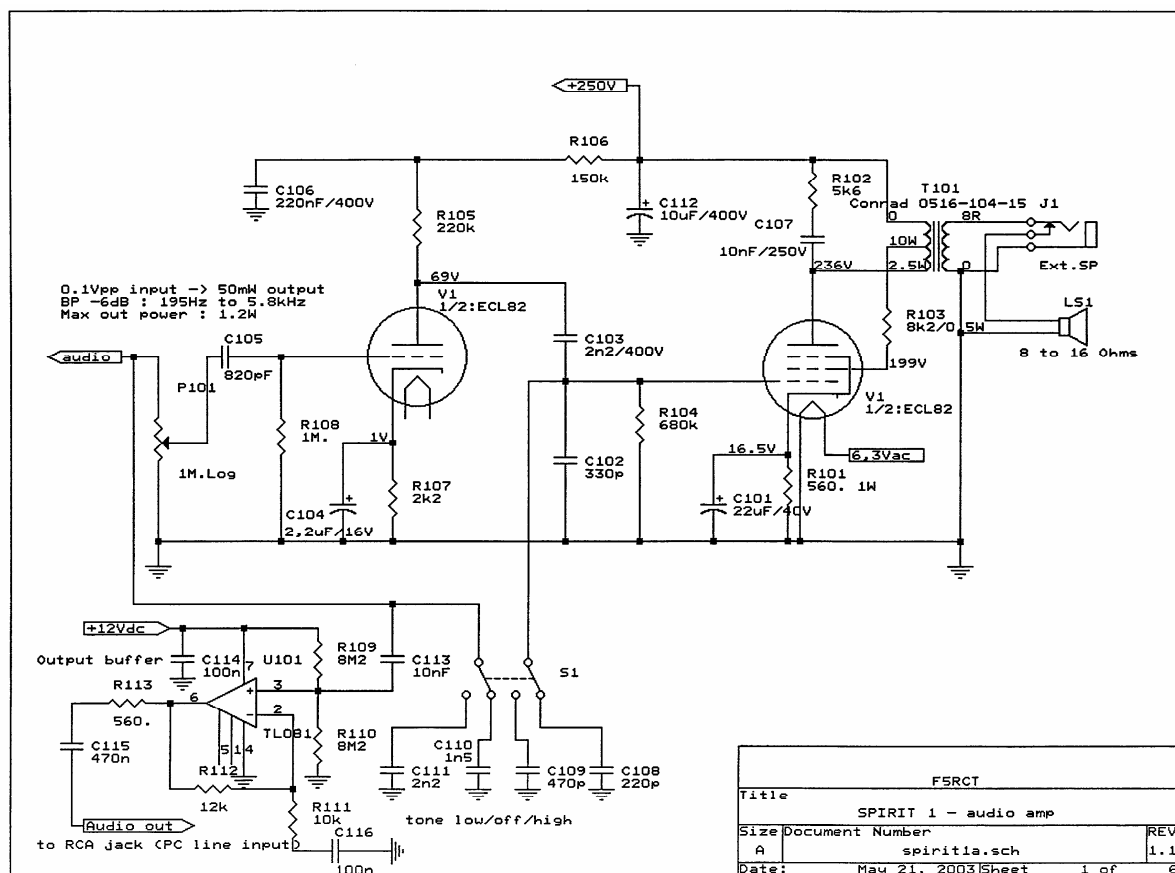 +250V
R106
150k
C106
220nF/400V
R105
220k
C112
10uF/400V
R102
5k6
C107
10nF/250V
T101
Conrad 0516-104-15
J1
0
8R
10W
2.5W
0
Ext.SP
236V
69V
V1
1/2:ECL82
0.1Vpp input -> 50mW output
BP -6dB : 195Hz to 5.8kHz
Max out power : 1.2W
audio
C105
820pF
P101
1M.Log
R108
1M.
C103
2n2/400V
R103
8k2/0.5W
199V
LS1
8 to 16 Ohms
V1
1/2:ECL82
R104
680k
1V
R107
2k2
C104
2,2uF/16V
C102
330p
16.5V
6,3Vac
R101
560. 1W
C101
22uF/40V
+12Vdc
Output buffer
C114
100n
U101
7
R109
8M2
C113
10nF
S1
R113
560.
6
+
3
-
2
TL081
5
1
4
R110
8M2
C115
470n
R112
12k
C111
2n2
C110
1n5
C109
470p
C108
220p
R111
10k
C116
100n
tone low/off/high
Audio out
to RCA jack (PC line input)
F5RCT
Title
SPIRIT 1 - audio amp
Size
Document Number
REV
A
spirit1a.sch
1.1
Date:
May 21, 2003
Sheet
1 of
6